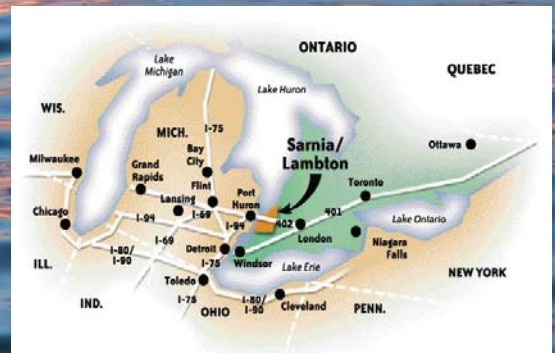 ONTARIO
Lake
Michigan
QUEBEC
Lake Huron
WIS.
MICH.
I-75
Sarnia/
Lambton
Ottawa
Bay
City
Milwaukee
Grand
Rapids
Flint
Port
Huron
Toronto
Lansing
I-69
401
Lake Ontario
Chicago
I-94
I-94
402
London
I-69
Detroit
Niagara
Falls
I-80/
I-90
I-75
Windsor
Lake Erie
ILL.
Toledo
NEW YORK
IND.
I-75
OHIO
I-80/
I-90
Cleveland
PENN.